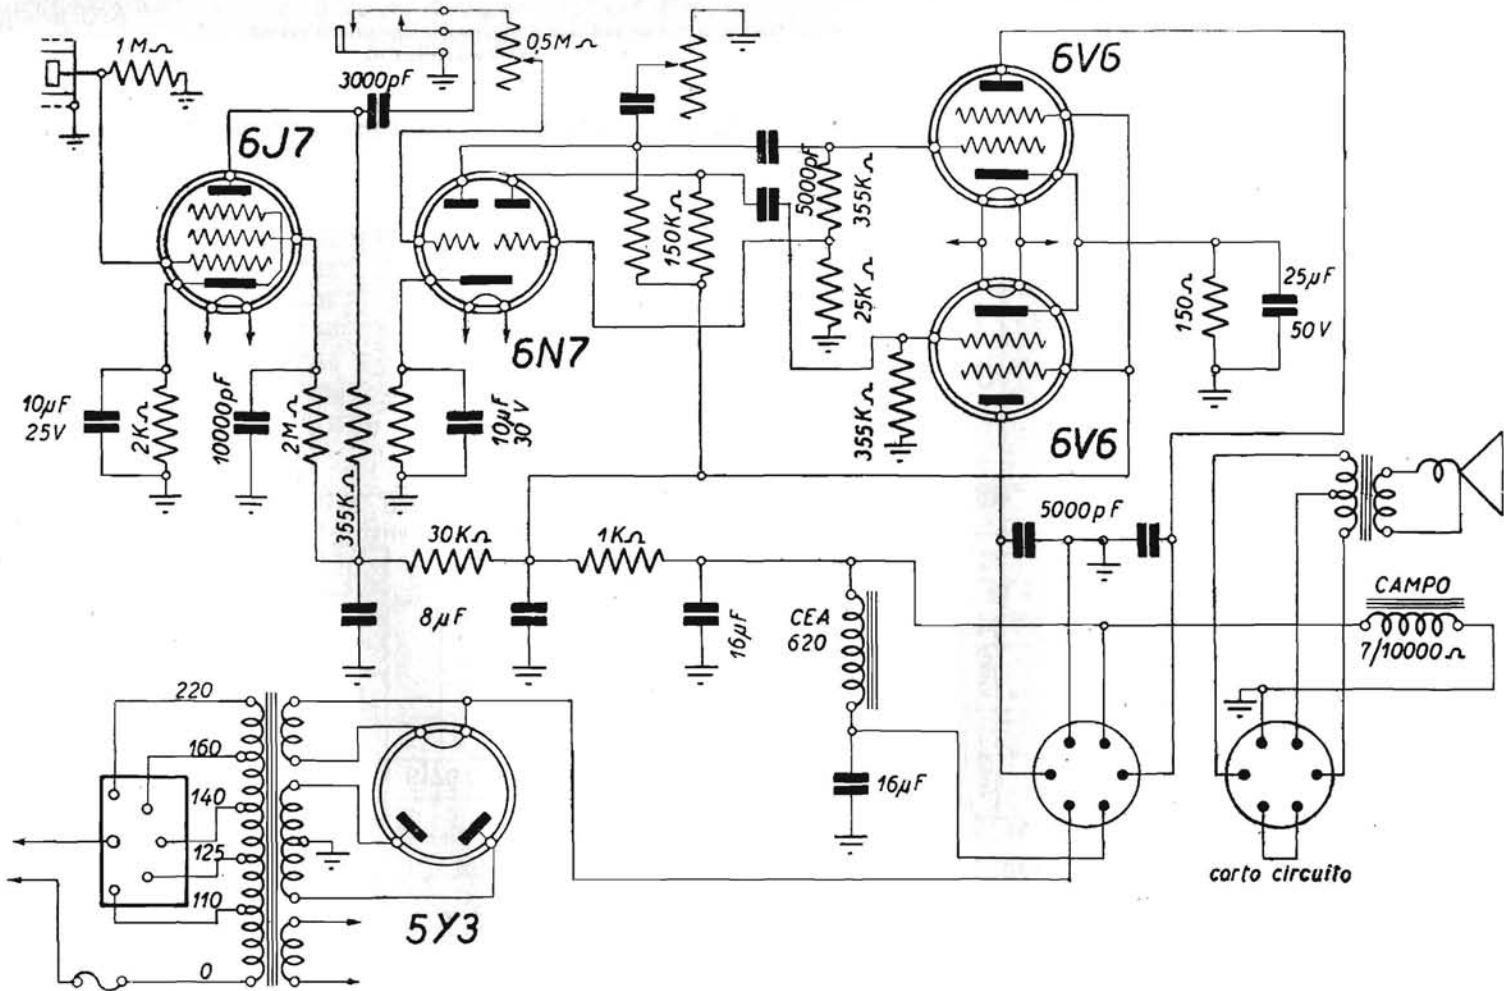 1MΩ
3000pF
0,5MΩ
6V6
6J7
5000pF
355KΩ
150KΩ
25KΩ
150Ω
25µF
50V
6N7
10µF
25V
2KΩ
10000pF
2MΩ
355KΩ
10µF
30V
355KΩ
6V6
30KΩ
1KΩ
5000pF
8µF
16µF
CEA
620
CAMPO
7/10000Ω
220
160
140
125
110
0
16µF
5Y3
corto circuito